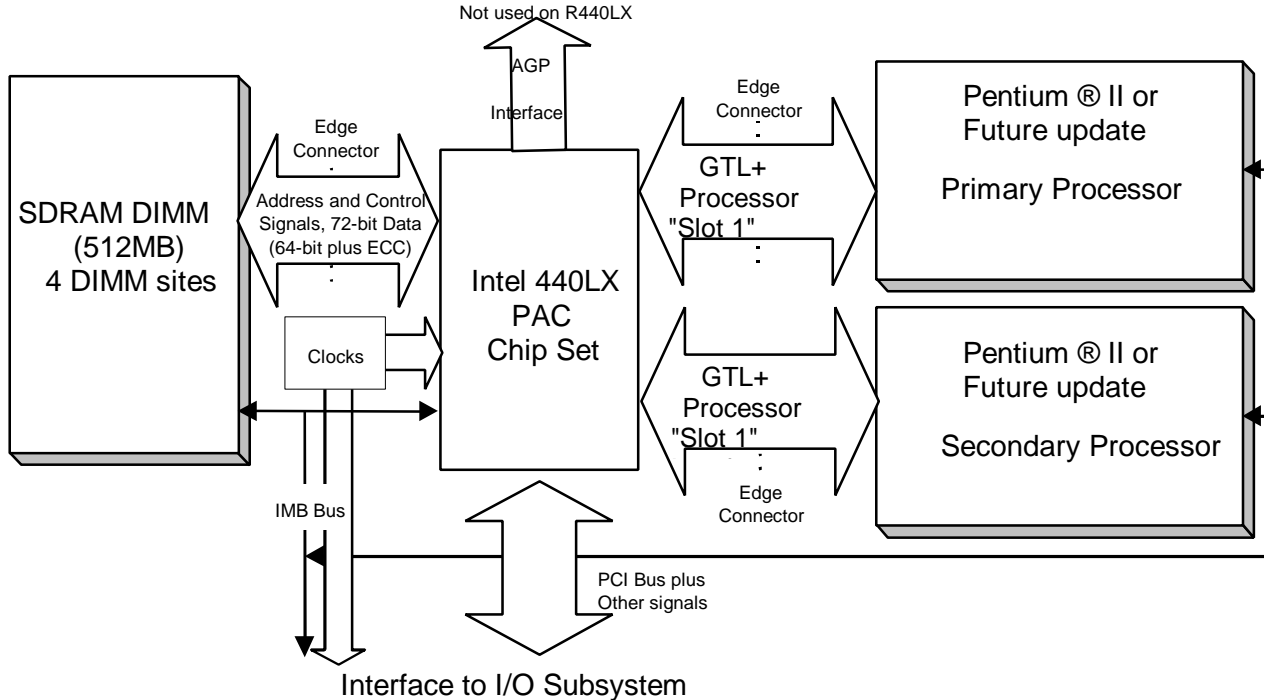 Not used on R440LX
AGP
Interface
Edge
Connector
Address and Control
Signals, 72-bit Data
(64-bit plus ECC)
SDRAM DIMM
(512MB)
4 DIMM sites
Clocks
IMB Bus
Intel 440LX
PAC
Chip Set
Edge
Connector
GTL+
Processor
"Slot 1"
Pentium ® II or
Future update
Primary Processor
GTL+
Processor
"Slot 1"
Edge
Connector
Pentium ® II or
Future update
Secondary Processor
PCI Bus plus
Other signals
Interface to I/O Subsystem